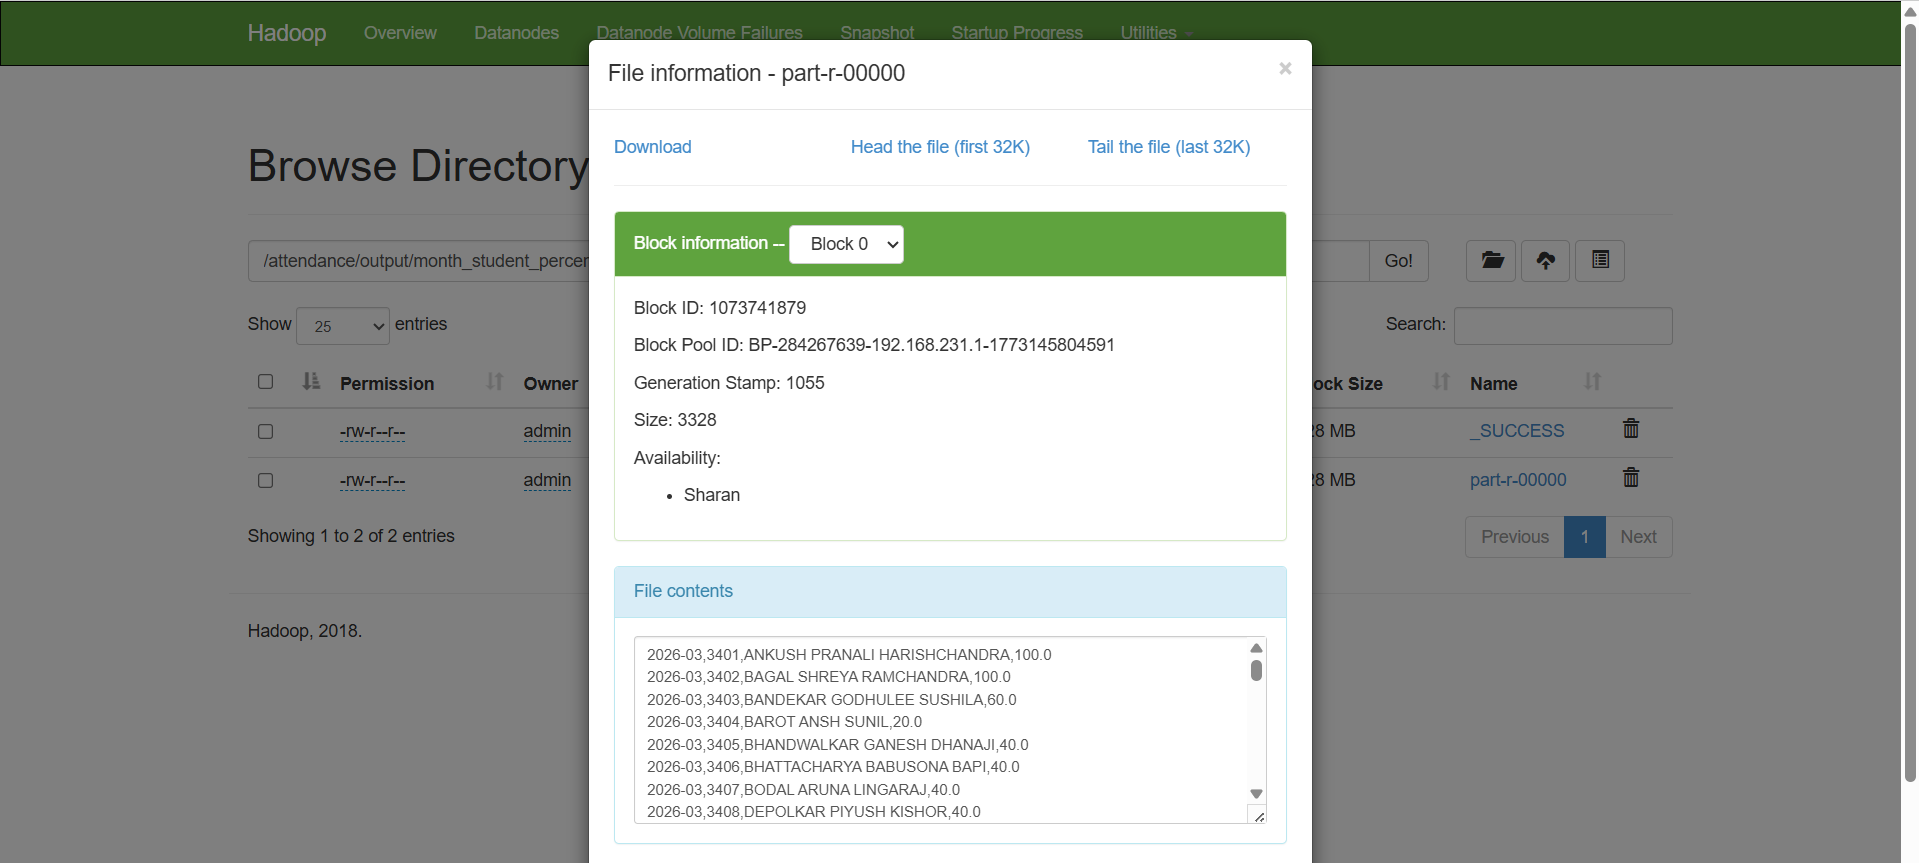 Hadoop Overview Datanodes Datanode Volume Failures Snapshot Startup Progress Utilities
File information - part-r-00000 ×
Download Head the file (first 32K) Tail the file (last 32K)
Browse Directory
Block information -- Block 0
/attendance/output/month_student_percer Go!
Block ID: 1073741879
Show 25 entries Search:
Block Pool ID: BP-284267639-192.168.231.1-1773145804591
Permission Owner ock Size Name
Generation Stamp: 1055
Size: 3328
-rw-r--r-- admin 28 MB _SUCCESS
Availability:
-rw-r--r-- admin 28 MB part-r-00000
• Sharan
Showing 1 to 2 of 2 entries Previous 1 Next
File contents
Hadoop, 2018.
2026-03,3401,ANKUSH PRANALI HARISHCHANDRA,100.0
2026-03,3402,BAGAL SHREYA RAMCHANDRA,100.0
2026-03,3403,BANDEKAR GODHULEE SUSHILA,60.0
2026-03,3404,BAROT ANSH SUNIL,20.0
2026-03,3405,BHANDWALKAR GANESH DHANAJI,40.0
2026-03,3406,BHATTACHARYA BABUSONA BAPI,40.0
2026-03,3407,BODAL ARUNA LINGARAJ,40.0
2026-03,3408,DEPOLKAR PIYUSH KISHOR,40.0